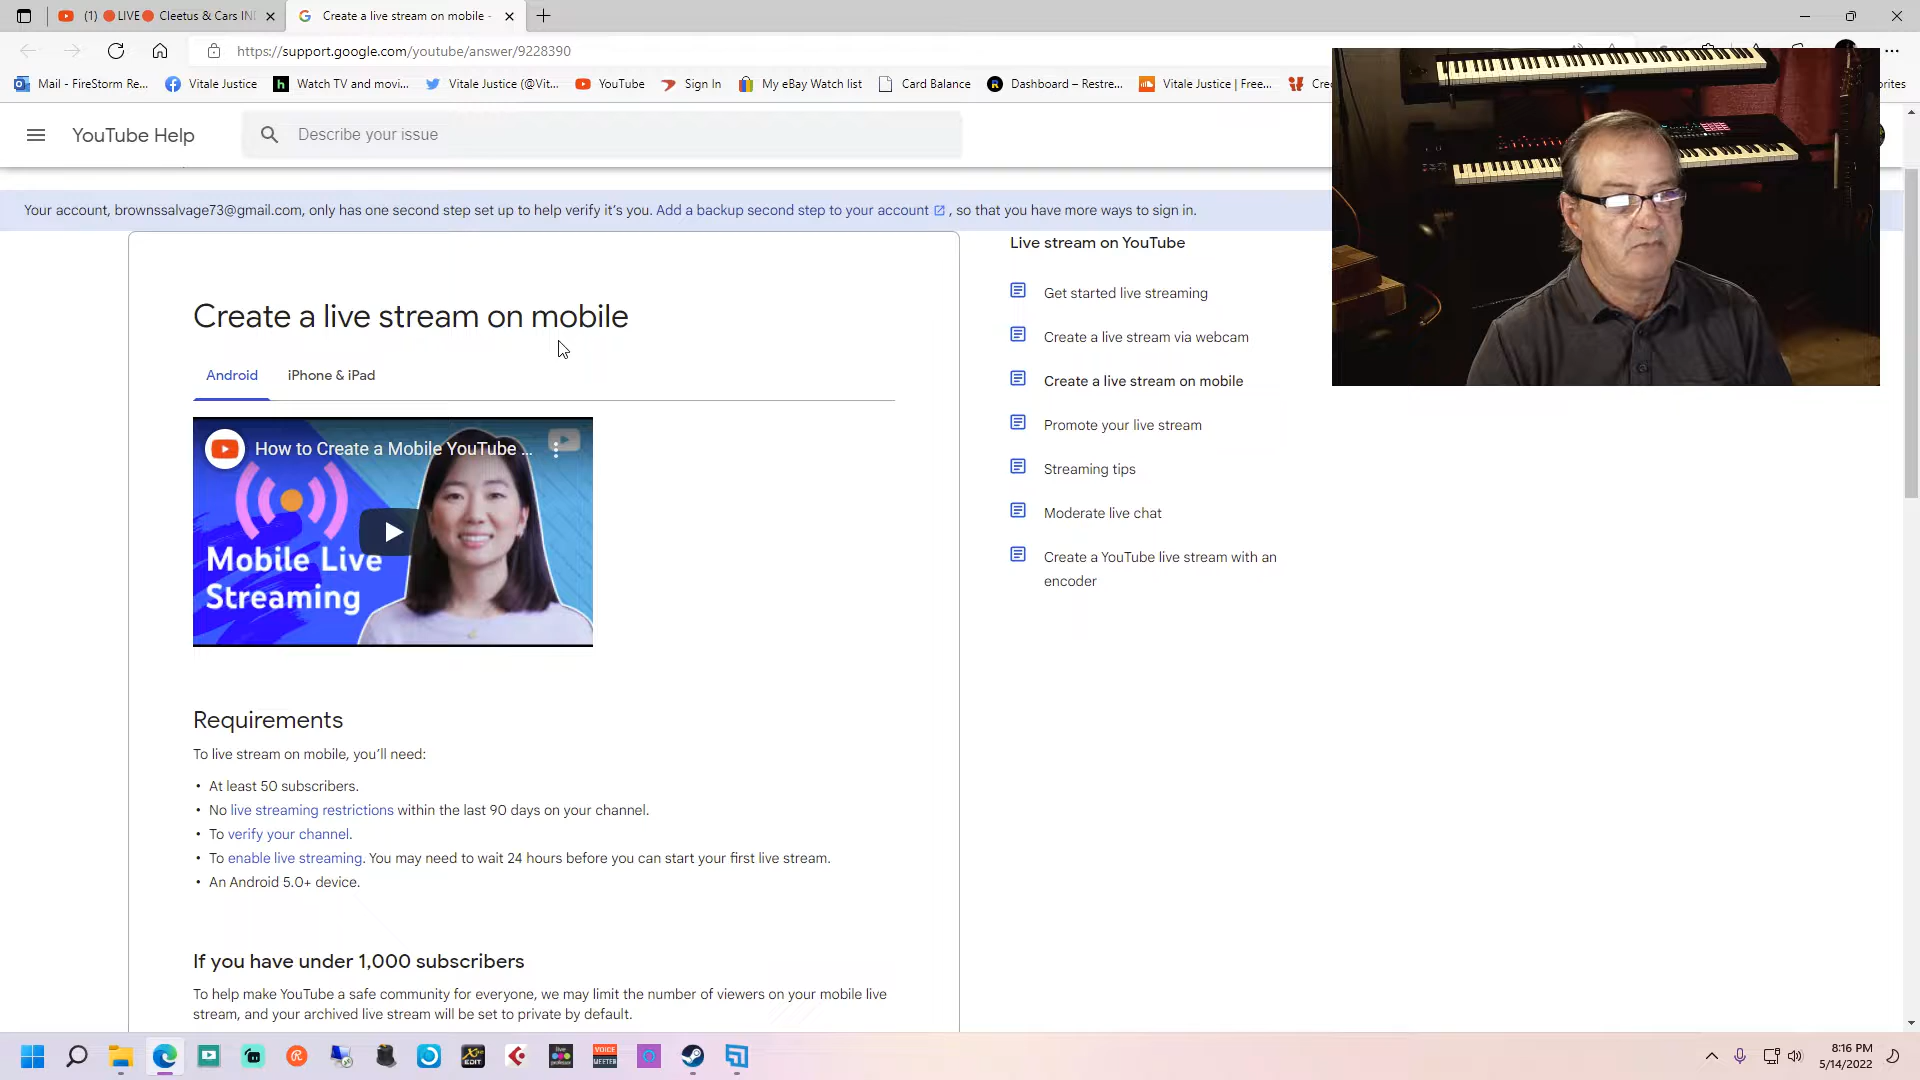 (1) 🔴LIVE🔴 Cleetus & Cars IN
Create a live stream on mobile -
https://support.google.com/youtube/answer/9228390
Mail - FireStorm Re...
Vitale Justice
Watch TV and movi...
Vitale Justice (@Vit...
YouTube
Sign In
My eBay Watch list
Card Balance
Dashboard – Restre...
Vitale Justice | Free...
YouTube Help
Describe your issue
Your account, brownssalvage73@gmail.com, only has one second step set up to help verify it's you. Add a backup second step to your account , so that you have more ways to sign in.
Create a live stream on mobile
Android
iPhone & iPad
How to Create a Mobile YouTube ...
Mobile Live
Streaming
Requirements
To live stream on mobile, you'll need:
• At least 50 subscribers.
• No live streaming restrictions within the last 90 days on your channel.
• To verify your channel.
• To enable live streaming. You may need to wait 24 hours before you can start your first live stream.
• An Android 5.0+ device.
If you have under 1,000 subscribers
To help make YouTube a safe community for everyone, we may limit the number of viewers on your mobile live
stream, and your archived live stream will be set to private by default.
Live stream on YouTube
Get started live streaming
Create a live stream via webcam
Create a live stream on mobile
Promote your live stream
Streaming tips
Moderate live chat
Create a YouTube live stream with an
encoder
EDIT
VOICE
MEETER
8:16 PM
5/14/2022